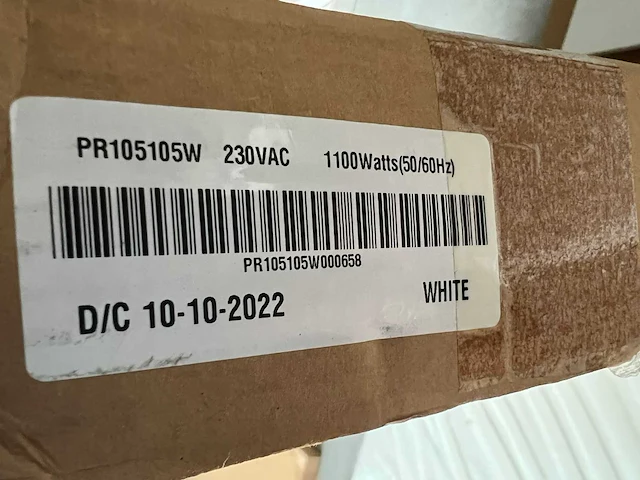 PR105105W 230VAC 1100Watts(50/60Hz)
PR105105W000658
D/C 10-10-2022 WHITE